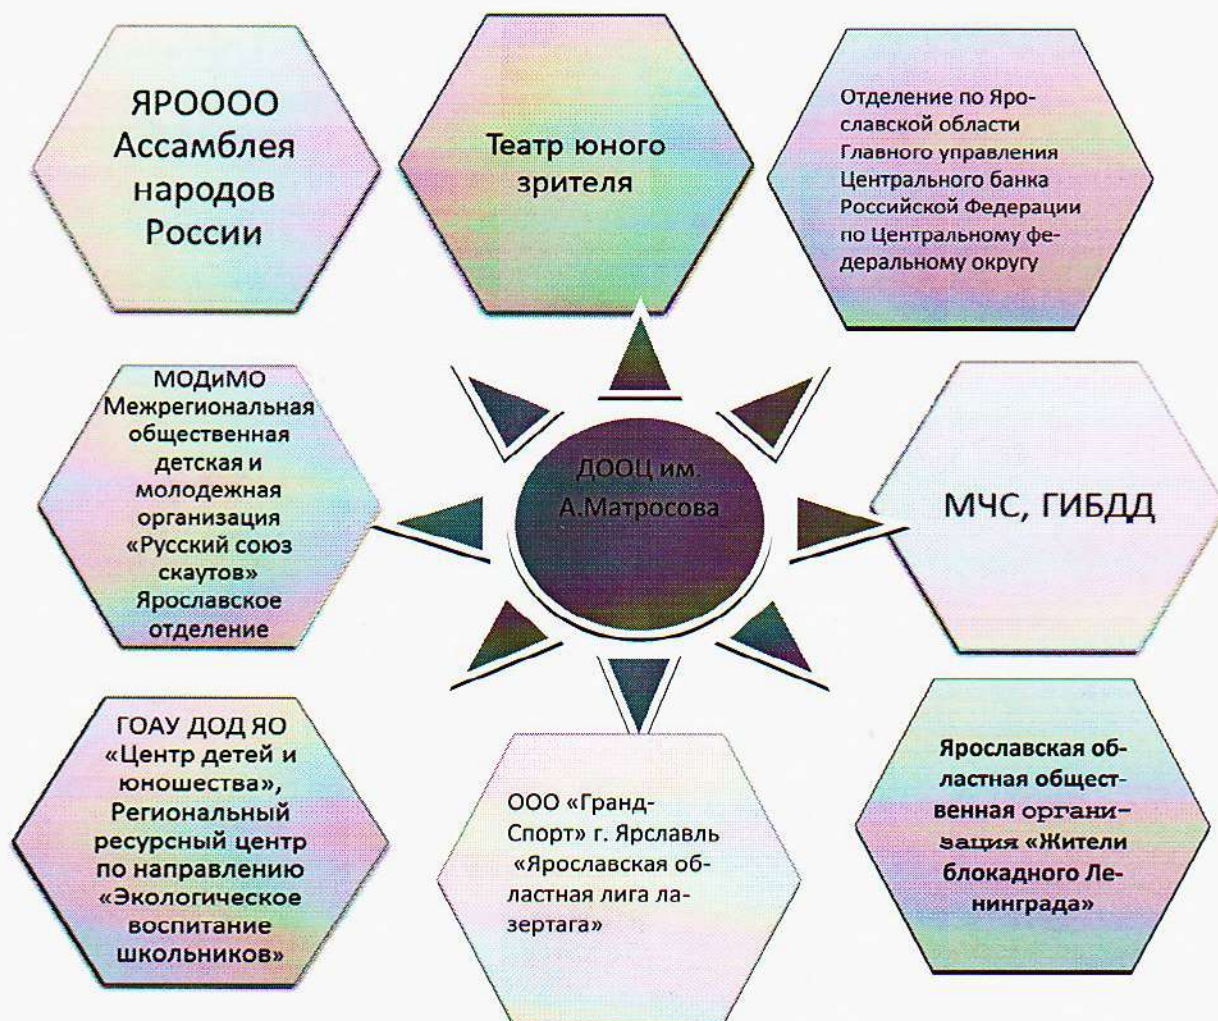 ЯРОООО
Ассамблея
народов
России
Театр юного
зрителя
Отделение по Яро-
славской области
Главного управления
Центрального банка
Российской Федерации
по Центральному фе-
деральному округу
МОДиМО
Межрегиональная
общественная
детская и
молодежная
организация
«Русский союз
скаутов»
Ярославское
отделение
ДООЦ им.
А.Матросова
МЧС, ГИБДД
ГОАУ ДОД ЯО
«Центр детей и
юношества»,
Региональный
ресурсный центр
по направлению
«Экологическое
воспитание
школьников»
ООО «Гранд-
Спорт» г. Ярславль
«Ярославская об-
ластная лига ла-
зертага»
Ярославская об-
ластная общест-
венная органи-
зация «Жители
блокадного Ле-
нинграда»